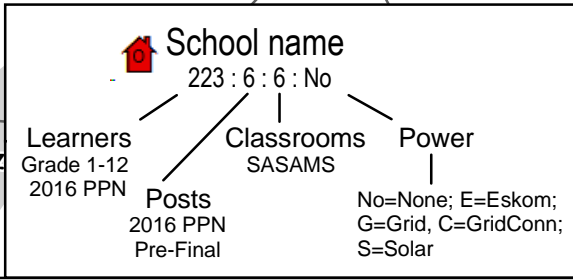 School name
223 : 6 : 6 : No
Learners
Grade 1-12
2016 PPN
Posts
2016 PPN
Pre-Final
Classrooms
SASAMS
Power
No=None; E=Eskom;
G=Grid, C=GridConn;
S=Solar